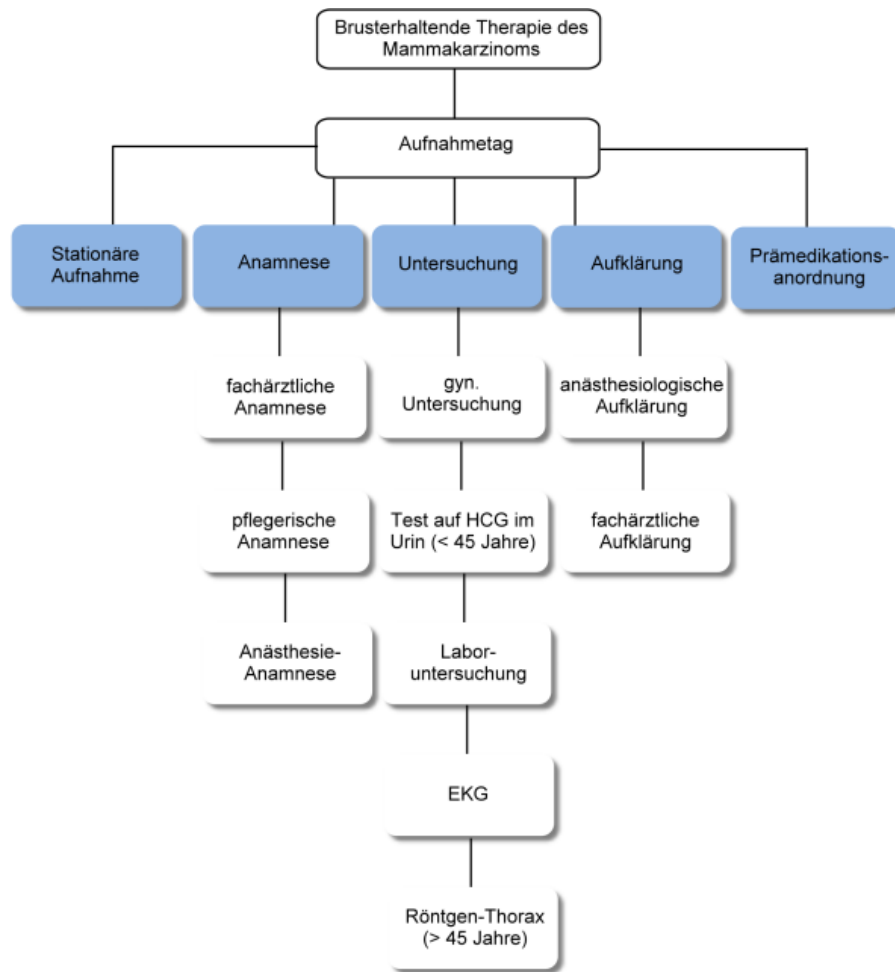 Brusterhaltende Therapie des
Mammakarzinoms
Aufnahmetag
Stationäre
Aufnahme
Anamnese
Untersuchung
Aufklärung
Prämedikations-
anordnung
fachärztliche
Anamnese
gyn.
Untersuchung
anästhesiologische
Aufklärung
pflegerische
Anamnese
Test auf HCG im
Urin (< 45 Jahre)
fachärztliche
Aufklärung
Anästhesie-
Anamnese
Labor-
untersuchung
EKG
Röntgen-Thorax
(> 45 Jahre)